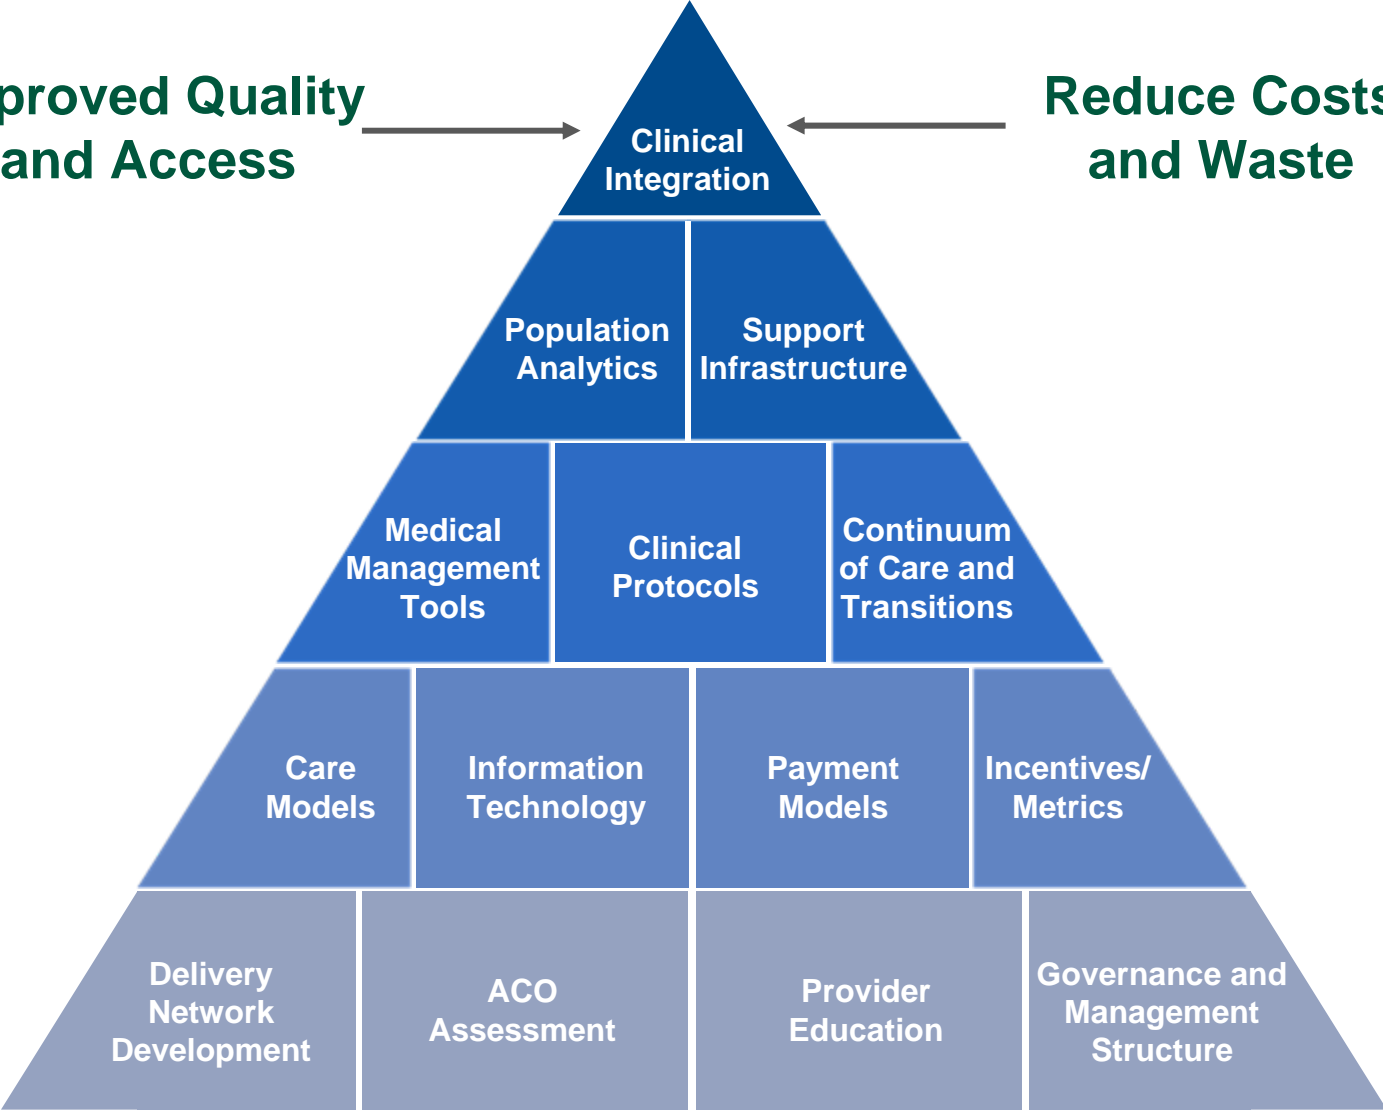 proved Quality
and Access
Reduce Costs
and Waste
Clinical
Integration
Population
Analytics
Support
Infrastructure
Medical
Management
Tools
Clinical
Protocols
Continuum
of Care and
Transitions
Care
Models
Information
Technology
Payment
Models
Incentives/
Metrics
Delivery
Network
Development
ACO
Assessment
Provider
Education
Governance and
Management
Structure